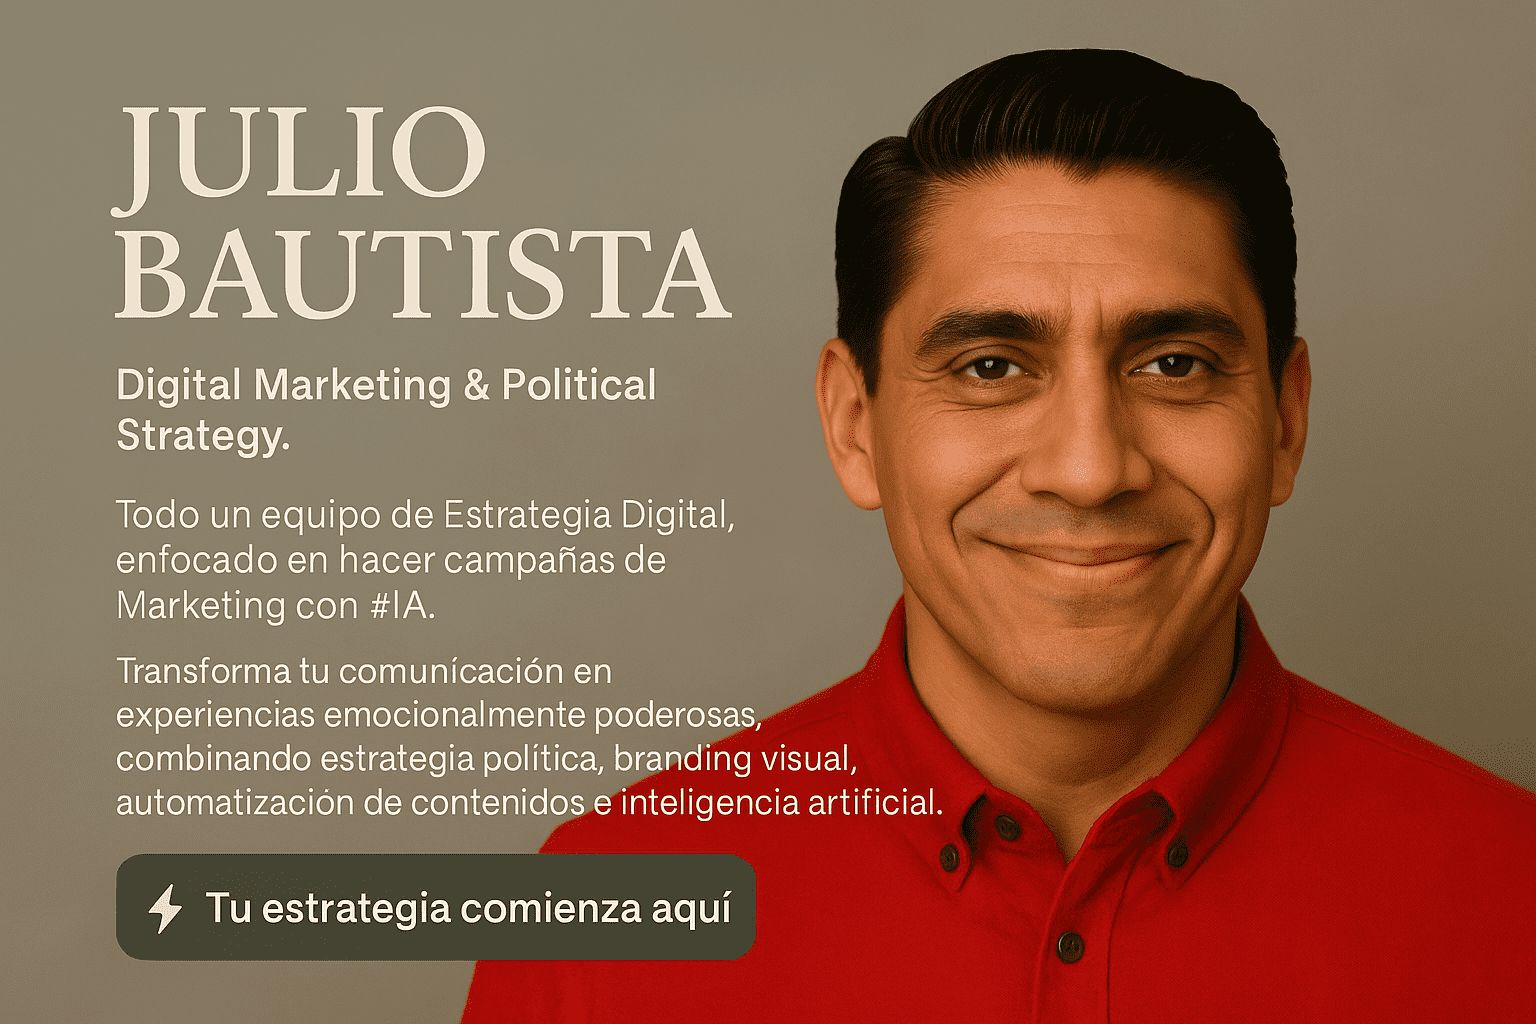 JULIO
BAUTISTA
Digital Marketing & Political
Strategy.
Todo un equipo de Estrategia Digital,
enfocado en hacer campañas de
Marketing con #IA.
Transforma tu comunícación en
experiencias emocionalmente poderosas,
combinando estrategia política, branding visual,
automatización de contenidos e inteligencia artificial.
Tu estrategia comienza aquí